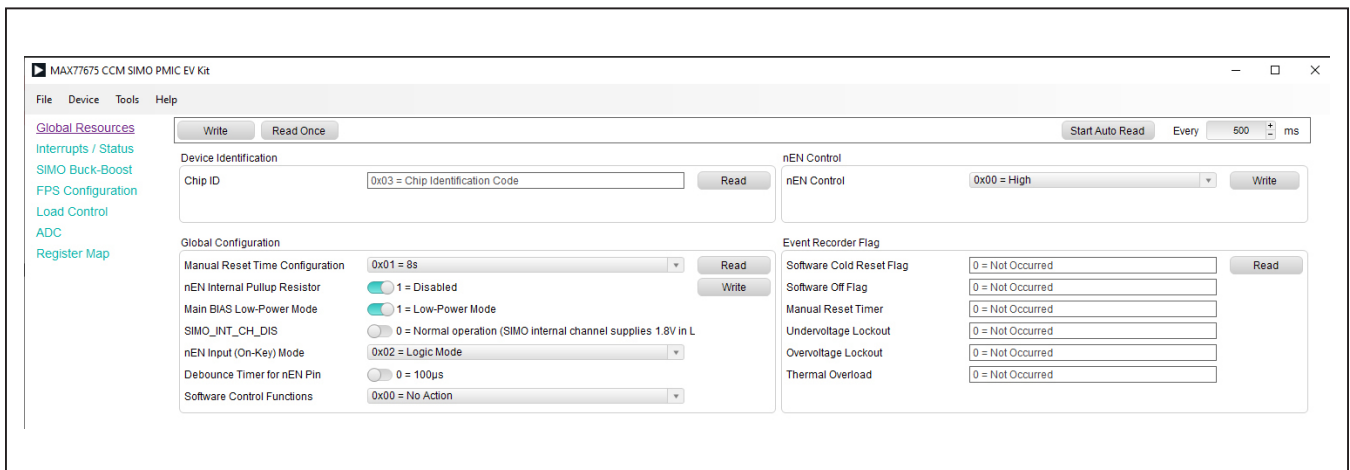 MAX77675 CCM SIMO PMIC EV Kit
File Device Tools Help
Global Resources
Interrupts / Status
SIMO Buck-Boost
FPS Configuration
Load Control
ADC
Register Map
Write Read Once Start Auto Read Every 500 + - ms
Device Identification
Chip ID 0x03 = Chip Identification Code Read
nEN Control
nEN Control 0x00 = High Write
Global Configuration
Manual Reset Time Configuration 0x01 = 8s Read
nEN Internal Pullup Resistor 1 = Disabled Write
Main BIAS Low-Power Mode 1 = Low-Power Mode
SIMO_INT_CH_DIS 0 = Normal operation (SIMO internal channel supplies 1.8V in L
nEN Input (On-Key) Mode 0x02 = Logic Mode
Debounce Timer for nEN Pin 0 = 100µs
Software Control Functions 0x00 = No Action
Event Recorder Flag
Software Cold Reset Flag 0 = Not Occurred Read
Software Off Flag 0 = Not Occurred
Manual Reset Timer 0 = Not Occurred
Undervoltage Lockout 0 = Not Occurred
Overvoltage Lockout 0 = Not Occurred
Thermal Overload 0 = Not Occurred